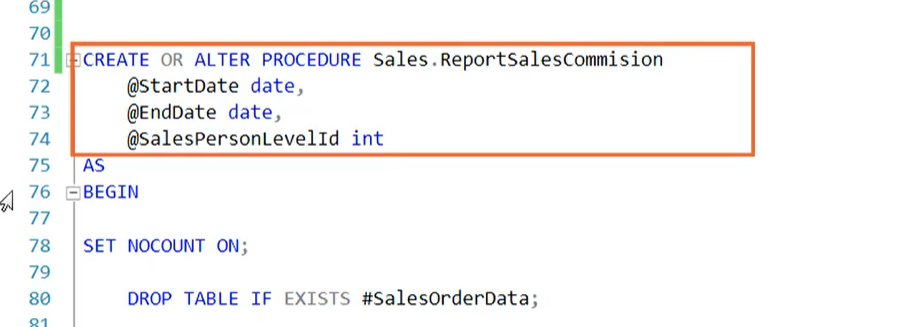 69
70
71 CREATE OR ALTER PROCEDURE Sales.ReportSalesCommision
72 @StartDate date,
73 @EndDate date,
74 @SalesPersonLevelId int
75 AS
76 BEGIN
77
78 SET NOCOUNT ON;
79
80 DROP TABLE IF EXISTS #SalesOrderData;
81